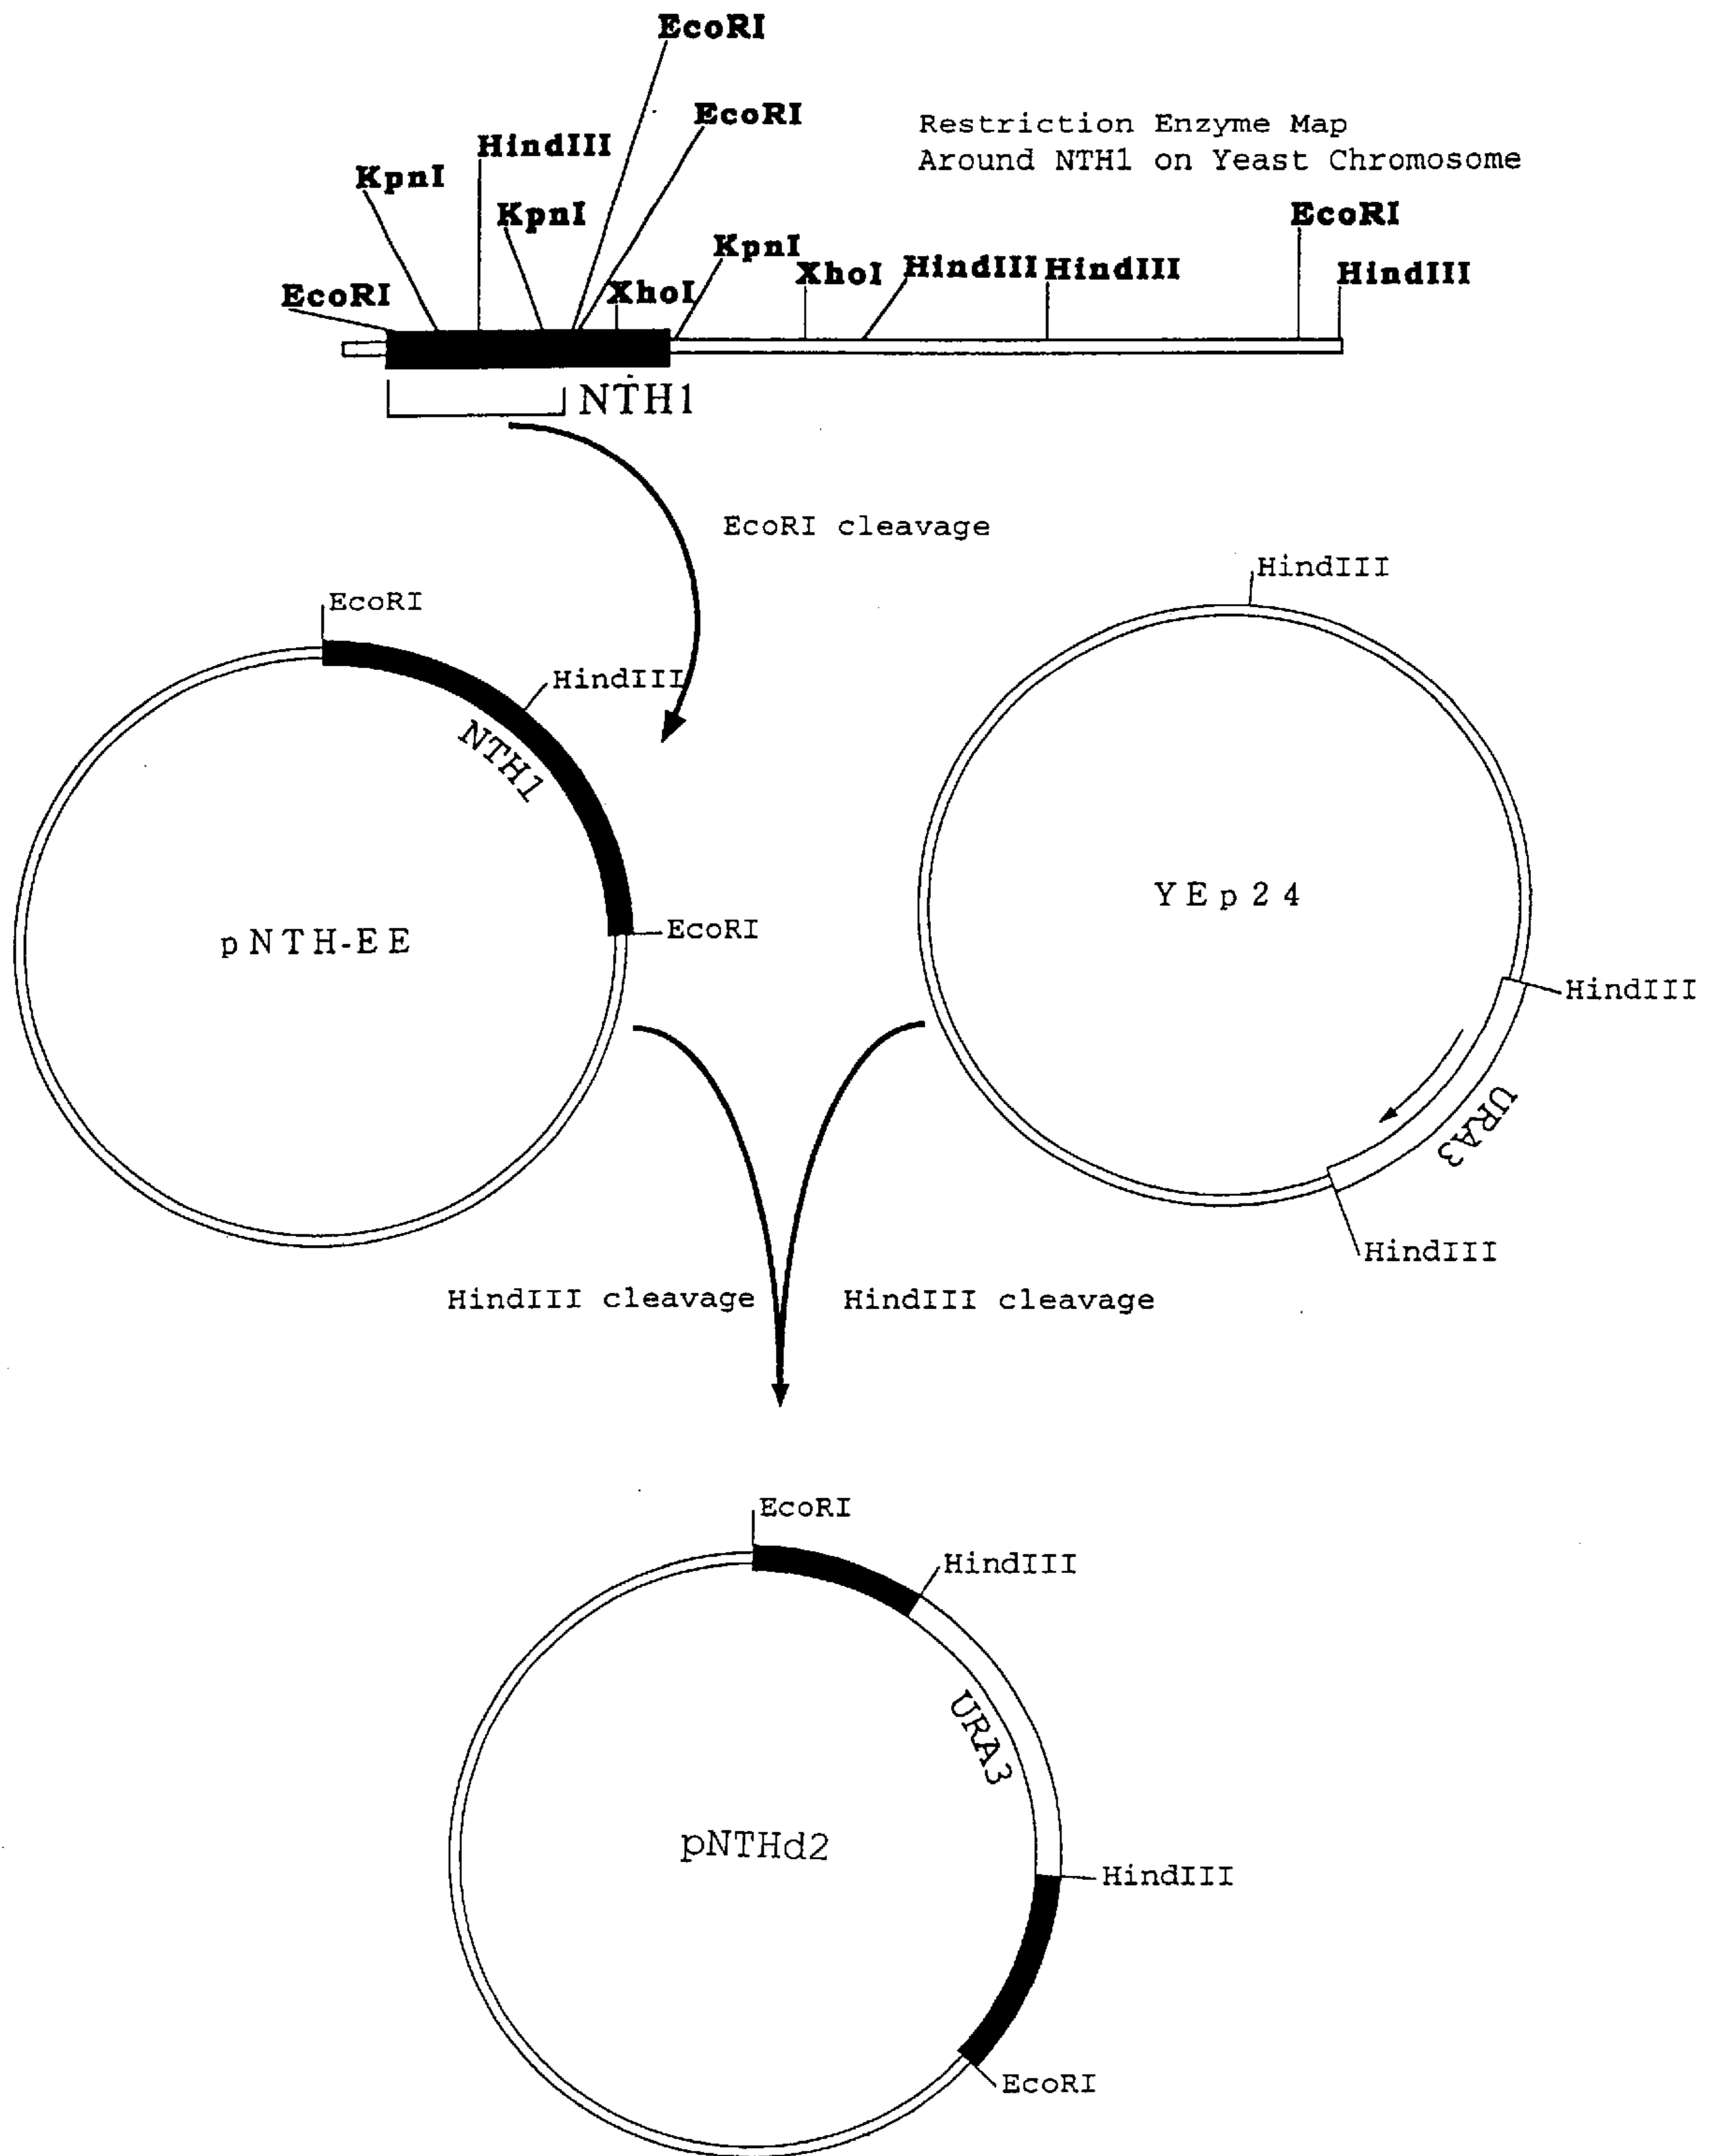 EcoRI
EcoRI
Restriction Enzyme Map
Around NTH1 on Yeast Chromosome
HindIII
KpnI
KpnI
EcoRI
KpnI
XhoI
HindIII
HindIII
HindIII
EcoRI
XhoI
NTH1
EcoRI cleavage
HindIII
EcoRI
HindIII
NTH1
YEp24
EcoRI
pNTH-EE
HindIII
URA3
HindIII
HindIII cleavage
HindIII cleavage
EcoRI
HindIII
URA3
pNTHd2
HindIII
EcoRI